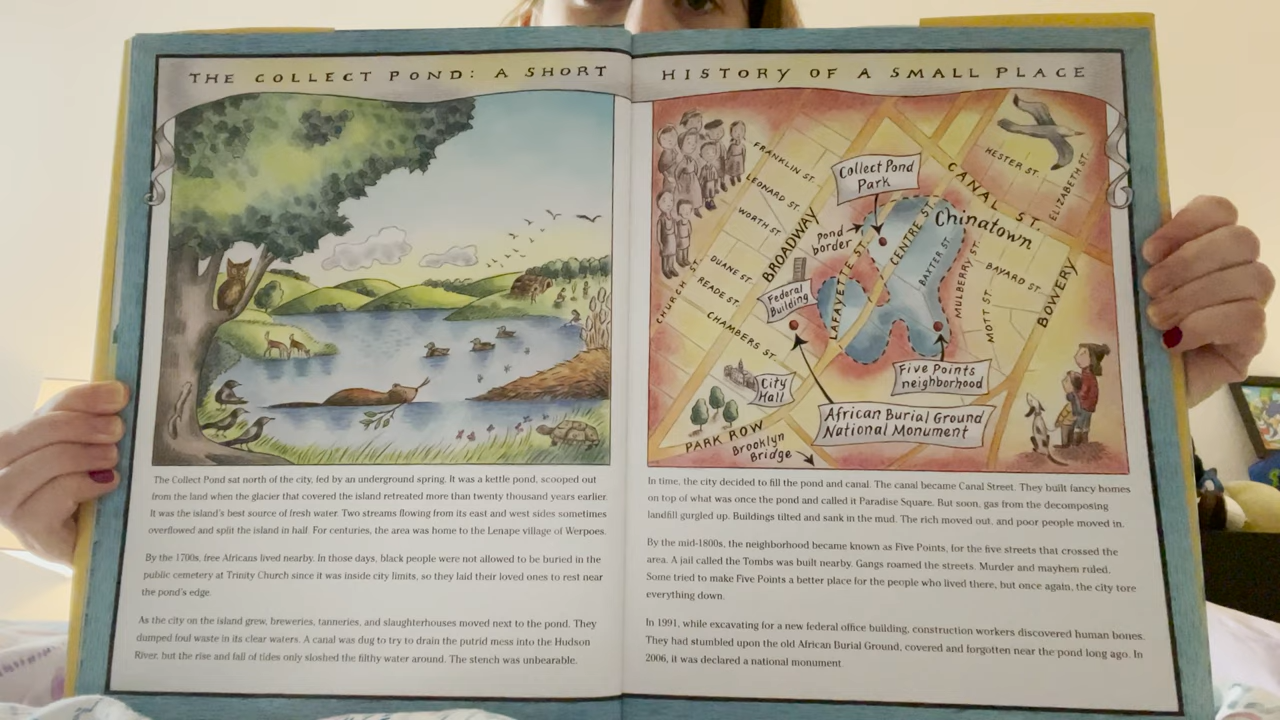 THE COLLECT POND: A SHORT HISTORY OF A SMALL PLACE
The Collect Pond sat north of the city, fed by an underground spring. It was a kettle pond, scooped out
from the land when the glacier that covered the island retreated more than twenty thousand years earlier.
It was the island's best source of fresh water. Two streams flowing from its east and west sides sometimes
overflowed and split the island in half. For centuries, the area was home to the Lenape village of Werpoes.
By the 1700s, free Africans lived nearby. In those days, black people were not allowed to be buried in the
public cemetery at Trinity Church since it was inside city limits, so they laid their loved ones to rest near
the pond's edge.
As the city on the island grew, breweries, tanneries, and slaughterhouses moved next to the pond. They
dumped foul waste in its clear waters. A canal was dug to try to drain the putrid mess into the Hudson
River, but the rise and fall of tides only sloshed the filthy water around. The stench was unbearable.
FRANKLIN ST.
LEONARD ST.
WORTH ST.
DUANE ST.
READE ST.
CHURCH ST.
CHAMBERS ST.
BROADWAY
Collect Pond
Park
Pond
border
Federal
Building
LAFAYETTE ST.
CENTRE ST.
BAXTER ST.
MULBERRY ST.
MOTT ST.
BAYARD ST.
CANAL ST.
Chinatown
HESTER ST.
ELIZABETH ST.
BOWERY
Five Points
neighborhood
City
Hall
African Burial Ground
National Monument
PARK ROW
Brooklyn
Bridge
In time, the city decided to fill the pond and canal. The canal became Canal Street. They built fancy homes
on top of what was once the pond and called it Paradise Square. But soon, gas from the decomposing
landfill gurgled up. Buildings tilted and sank in the mud. The rich moved out, and poor people moved in.
By the mid-1800s, the neighborhood became known as Five Points, for the five streets that crossed the
area. A jail called the Tombs was built nearby. Gangs roamed the streets. Murder and mayhem ruled.
Some tried to make Five Points a better place for the people who lived there, but once again, the city tore
everything down.
In 1991, while excavating for a new federal office building, construction workers discovered human bones.
They had stumbled upon the old African Burial Ground, covered and forgotten near the pond long ago. In
2006, it was declared a national monument